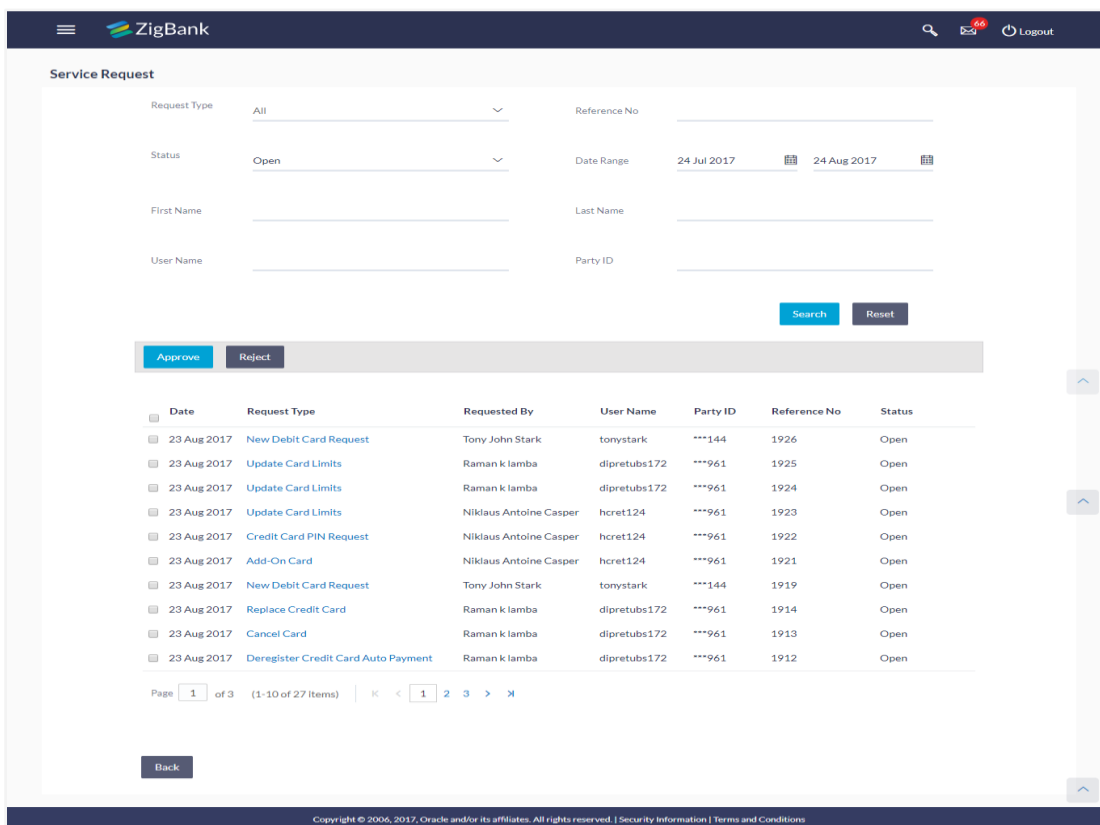 ZigBank 66 Logout
Service Request
Request Type All Reference No
Status Open Date Range 24 Jul 2017 24 Aug 2017
First Name Last Name
User Name Party ID
Search Reset
Approve Reject
Date Request Type Requested By User Name Party ID Reference No Status
23 Aug 2017 New Debit Card Request Tony John Stark tonystark ***144 1926 Open
23 Aug 2017 Update Card Limits Raman k lamba dipretubs172 ***961 1925 Open
23 Aug 2017 Update Card Limits Raman k lamba dipretubs172 ***961 1924 Open
23 Aug 2017 Update Card Limits Niklaus Antoine Casper hcret124 ***961 1923 Open
23 Aug 2017 Credit Card PIN Request Niklaus Antoine Casper hcret124 ***961 1922 Open
23 Aug 2017 Add-On Card Niklaus Antoine Casper hcret124 ***961 1921 Open
23 Aug 2017 New Debit Card Request Tony John Stark tonystark ***144 1919 Open
23 Aug 2017 Replace Credit Card Raman k lamba dipretubs172 ***961 1914 Open
23 Aug 2017 Cancel Card Raman k lamba dipretubs172 ***961 1913 Open
23 Aug 2017 Deregister Credit Card Auto Payment Raman k lamba dipretubs172 ***961 1912 Open
Page 1 of 3 (1-10 of 27 Items) 1 2 3
Back
Copyright © 2006, 2017, Oracle and/or its affiliates. All rights reserved. | Security Information | Terms and Conditions